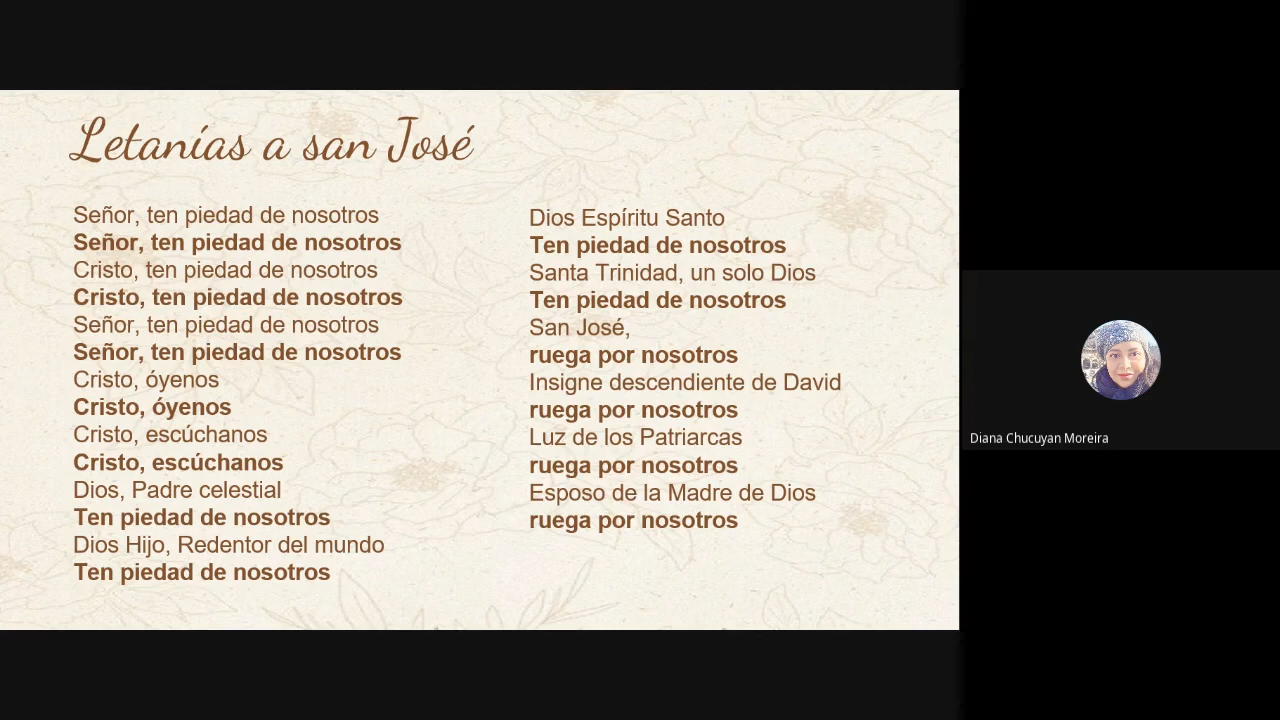 Letanías a san José
Señor, ten piedad de nosotros
Señor, ten piedad de nosotros
Cristo, ten piedad de nosotros
Cristo, ten piedad de nosotros
Señor, ten piedad de nosotros
Señor, ten piedad de nosotros
Cristo, óyenos
Cristo, óyenos
Cristo, escúchanos
Cristo, escúchanos
Dios, Padre celestial
Ten piedad de nosotros
Dios Hijo, Redentor del mundo
Ten piedad de nosotros
Dios Espíritu Santo
Ten piedad de nosotros
Santa Trinidad, un solo Dios
Ten piedad de nosotros
San José,
ruega por nosotros
Insigne descendiente de David
ruega por nosotros
Luz de los Patriarcas
ruega por nosotros
Esposo de la Madre de Dios
ruega por nosotros
Diana Chucuyan Moreira